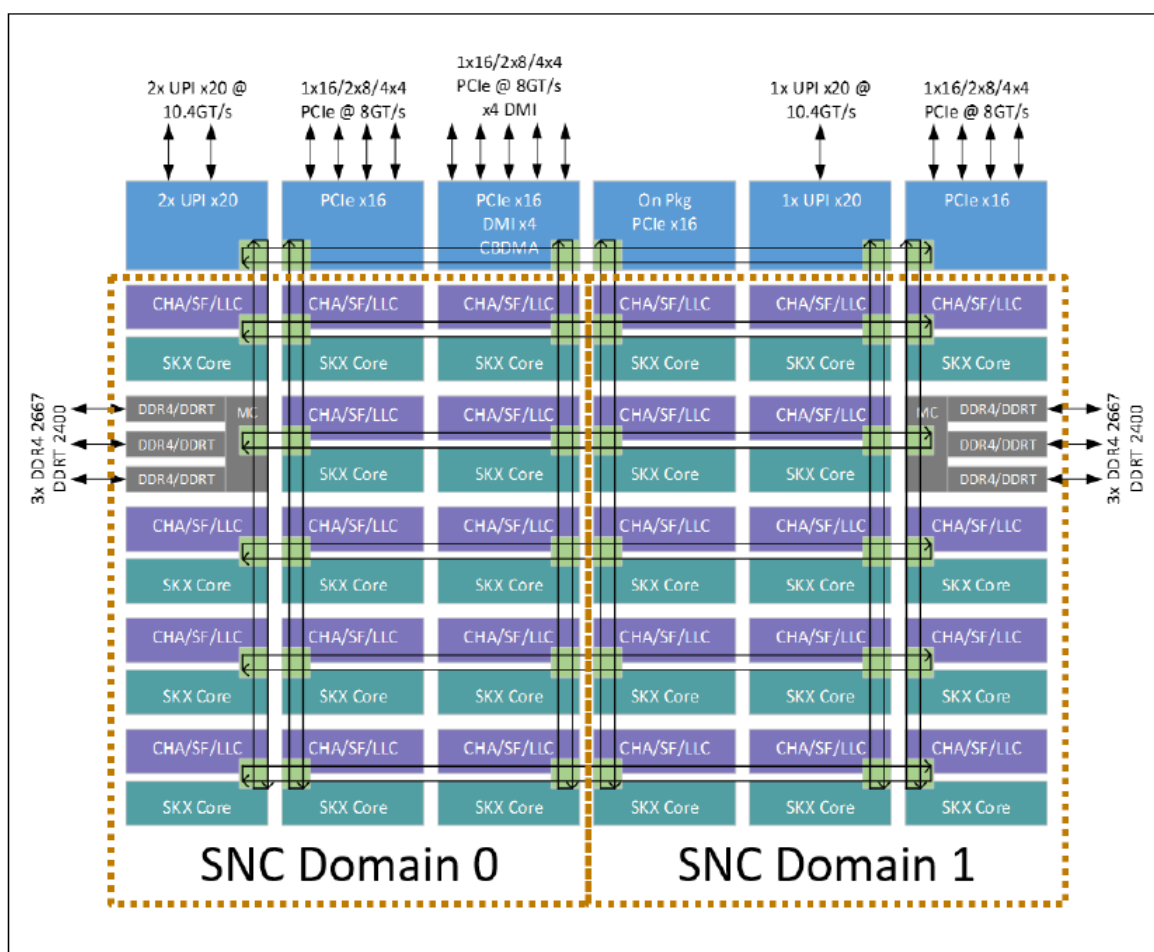 2x UPI x20 @
10.4GT/s
1x16/2x8/4x4
PCIe @ 8GT/s
1x16/2x8/4x4
PCIe @ 8GT/s
x4 DMI
1x UPI x20 @
10.4GT/s
1x16/2x8/4x4
PCIe @ 8GT/s
2x UPI x20
PCIe x16
PCIe x16
DMI x4
CBDMA
On Pkg
PCIe x16
1x UPI x20
PCIe x16
CHA/SF/LLC
CHA/SF/LLC
CHA/SF/LLC
CHA/SF/LLC
CHA/SF/LLC
CHA/SF/LLC
SKX Core
SKX Core
SKX Core
SKX Core
SKX Core
SKX Core
3x DDR4 2667
DDRT 2400
DDR4/DDRT
DDR4/DDRT
DDR4/DDRT
MC
CHA/SF/LLC
CHA/SF/LLC
CHA/SF/LLC
CHA/SF/LLC
SKX Core
SKX Core
SKX Core
SKX Core
MC
DDR4/DDRT
DDR4/DDRT
DDR4/DDRT
3x DDR4 2667
DDRT 2400
CHA/SF/LLC
CHA/SF/LLC
CHA/SF/LLC
CHA/SF/LLC
CHA/SF/LLC
CHA/SF/LLC
SKX Core
SKX Core
SKX Core
SKX Core
SKX Core
SKX Core
CHA/SF/LLC
CHA/SF/LLC
CHA/SF/LLC
CHA/SF/LLC
CHA/SF/LLC
CHA/SF/LLC
SKX Core
SKX Core
SKX Core
SKX Core
SKX Core
SKX Core
CHA/SF/LLC
CHA/SF/LLC
CHA/SF/LLC
CHA/SF/LLC
CHA/SF/LLC
CHA/SF/LLC
SKX Core
SKX Core
SKX Core
SKX Core
SKX Core
SKX Core
SNC Domain 0
SNC Domain 1